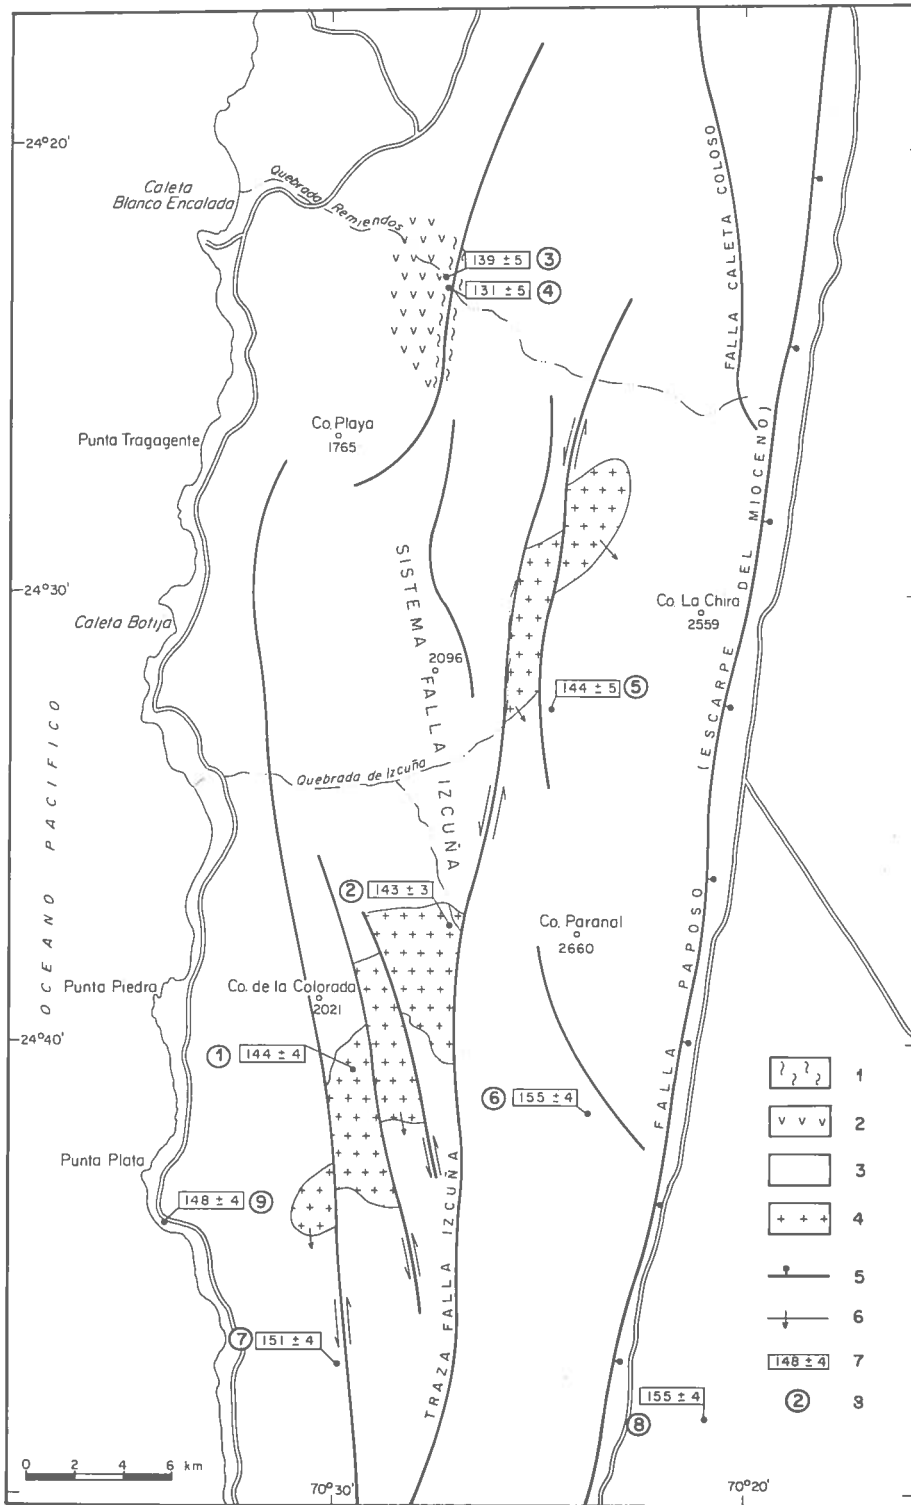 24°20'
Caleta
Blanco Encalada
Quebrada
Remiendos
139 ± 5 3
131 ± 5 4
FALLA CALETA COLOSO
Co. Playa
1765
Punta Tragagente
SISTEMA FALLA IZCUÑA
24°30'
Caleta Botija
Co. La Chira
2559
2096
144 ± 5 5
OCEANO PACIFICO
Quebrada de Izcuña
2 143 ± 3
Co. Paranal
2660
FALLA PAPOSO (ESCARPE DEL MIOCENO)
Punta Piedra
Co. de la Colorada
2021
24°40'
1 144 ± 4
6 155 ± 4
Punta Plata
148 ± 4 9
TRAZA FALLA IZCUÑA
7 151 ± 4
155 ± 4
8
1
v v v 2
3
+ + + 4
5
6
148 ± 4 7
2 8
0 2 4 6 km
70°30'
70°20'